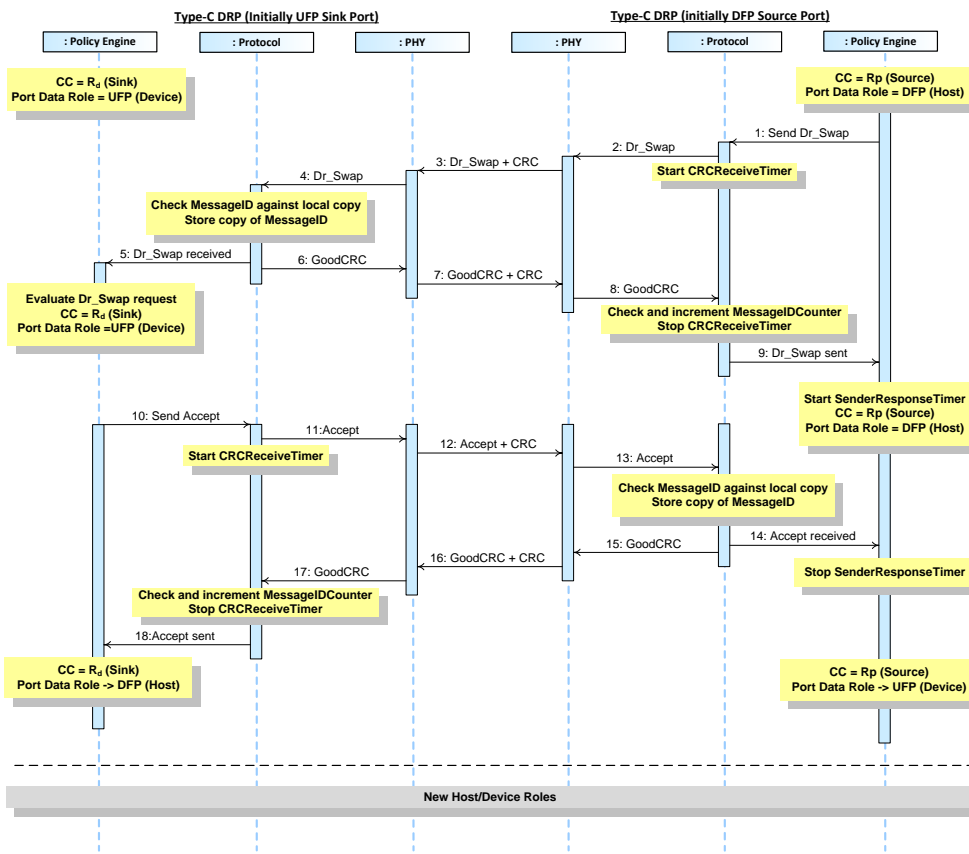 Type-C DRP (Initially UFP Sink Port)
Type-C DRP (initially DFP Source Port)
: Policy Engine
: Protocol
: PHY
: PHY
: Protocol
: Policy Engine
CC = Rd (Sink)
Port Data Role = UFP (Device)
CC = Rp (Source)
Port Data Role = DFP (Host)
1: Send Dr_Swap
2: Dr_Swap
Start CRCReceiveTimer
3: Dr_Swap + CRC
4: Dr_Swap
Check MessageID against local copy
Store copy of MessageID
5: Dr_Swap received
6: GoodCRC
7: GoodCRC + CRC
8: GoodCRC
Evaluate Dr_Swap request
CC = Rd (Sink)
Port Data Role =UFP (Device)
Check and increment MessageIDCounter
Stop CRCReceiveTimer
9: Dr_Swap sent
Start SenderResponseTimer
CC = Rp (Source)
Port Data Role = DFP (Host)
10: Send Accept
11:Accept
Start CRCReceiveTimer
12: Accept + CRC
13: Accept
Check MessageID against local copy
Store copy of MessageID
14: Accept received
15: GoodCRC
16: GoodCRC + CRC
17: GoodCRC
Stop SenderResponseTimer
Check and increment MessageIDCounter
Stop CRCReceiveTimer
18:Accept sent
CC = Rd (Sink)
Port Data Role -> DFP (Host)
CC = Rp (Source)
Port Data Role -> UFP (Device)
New Host/Device Roles